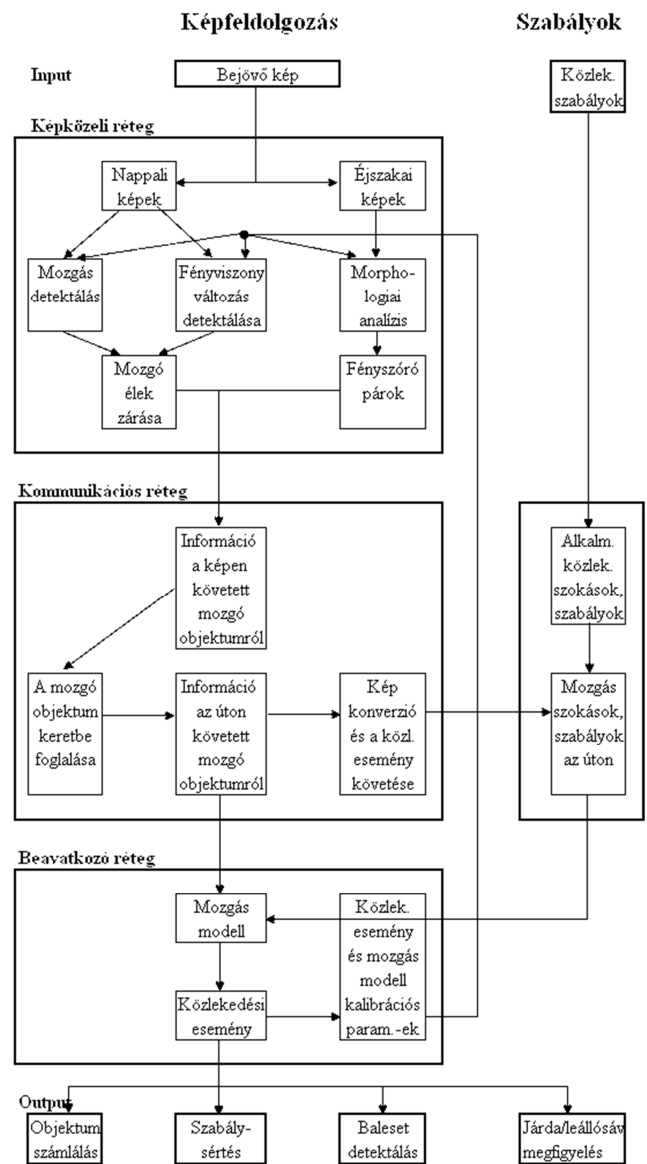 Képfeldolgozás
Szabályok
Input
Bejövő kép
Közlek.
szabályok
Képközeli réteg
Nappali
képek
Éjszakai
képek
Mozgás
detektálás
Fényviszony
változás
detektálása
Morpho-
logiai
analízis
Mozgó
élek
zárása
Fényszóró
párok
Kommunikációs réteg
Információ
a képen
követett
mozgó
objektumról
Alkalm.
közlek.
szokások,
szabályok
A mozgó
objektum
keretbe
foglalása
Információ
az úton
követett
mozgó
objektumról
Kép
konverzió
és a közl.
esemény
követése
Mozgás
szokások,
szabályok
az úton
Beavatkozó réteg
Mozgás
modell
Közlek.
esemény
és mozgás
modell
kalibrációs
param.-ek
Közlekedési
esemény
Output
Objektum
számlálás
Szabály-
sértés
Baleset
detektálás
Járda/leállósáv
megfigyelés